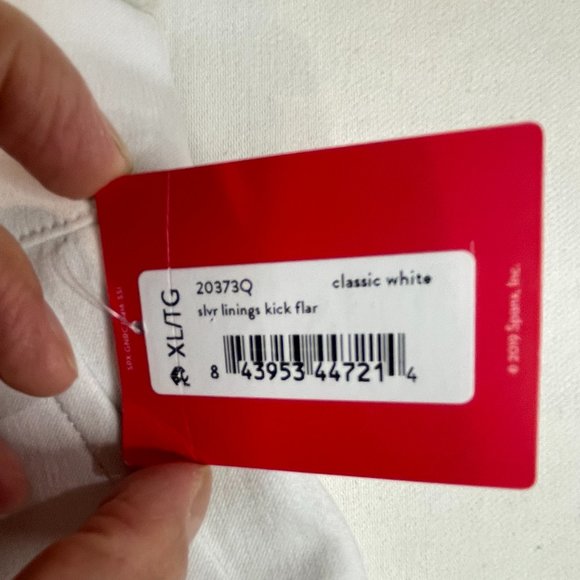 20373Q classic white
slvr linings kick flar
XL/TG
8 43953 44721 4
© 2019 Spanx, Inc.